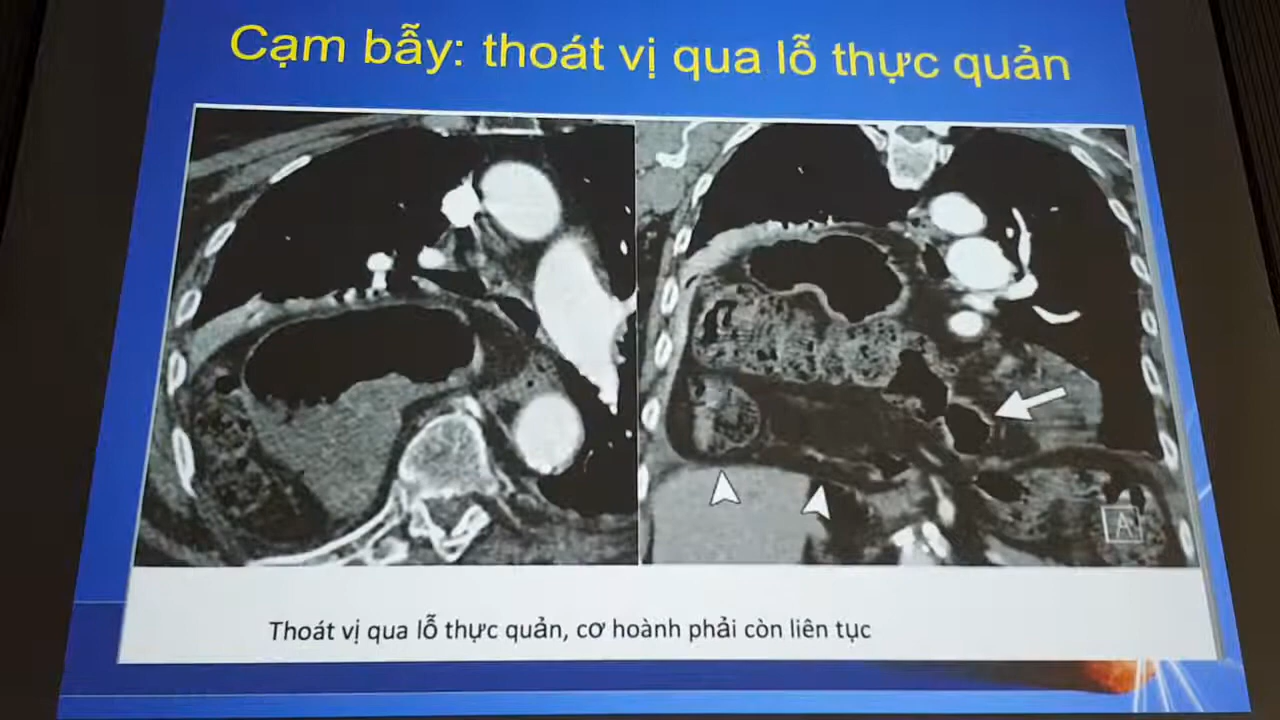 Cạm bẫy: thoát vị qua lỗ thực quản
A
Thoát vị qua lỗ thực quản, cơ hoành phải còn liên tục